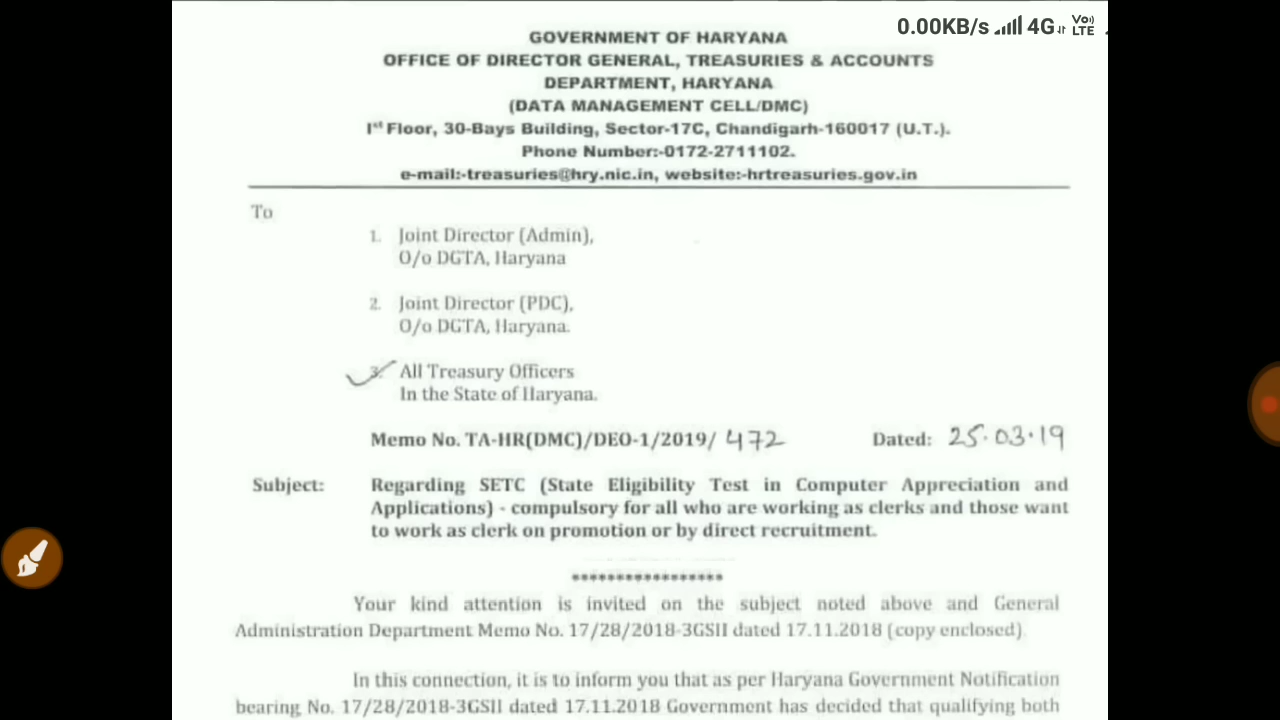 0.00KB/s 4G Vo) LTE
GOVERNMENT OF HARYANA
OFFICE OF DIRECTOR GENERAL, TREASURIES & ACCOUNTS
DEPARTMENT, HARYANA
(DATA MANAGEMENT CELL/DMC)
Ist Floor, 30-Bays Building, Sector-17C, Chandigarh-160017 (U.T.).
Phone Number:-0172-2711102.
e-mail:-treasuries@hry.nic.in, website:-hrtreasuries.gov.in
To
1. Joint Director (Admin),
O/o DGTA, Haryana
2. Joint Director (PDC),
O/o DGTA, Haryana.
3. All Treasury Officers
In the State of Haryana.
Memo No. TA-HR(DMC)/DEO-1/2019/ 472 Dated: 25.03.19
Subject: Regarding SETC (State Eligibility Test in Computer Appreciation and
Applications) - compulsory for all who are working as clerks and those want
to work as clerk on promotion or by direct recruitment.
*****************
Your kind attention is invited on the subject noted above and General
Administration Department Memo No. 17/28/2018-3GSII dated 17.11.2018 (copy enclosed)
In this connection, it is to inform you that as per Haryana Government Notification
bearing No. 17/28/2018-3GSII dated 17.11.2018 Government has decided that qualifying both